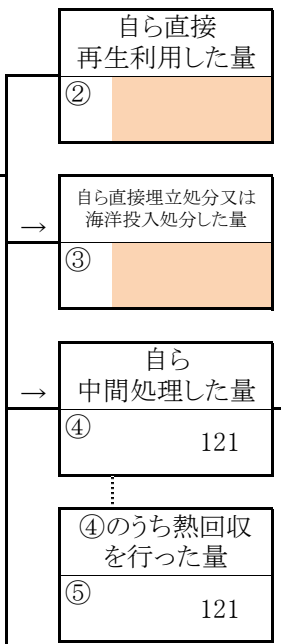 自ら直接
再生利用した量
②
自ら直接埋立処分又は
→ 海洋投入処分した量
③
自ら
→ 中間処理した量
④
121
④のうち熱回収
を行った量
⑤
121